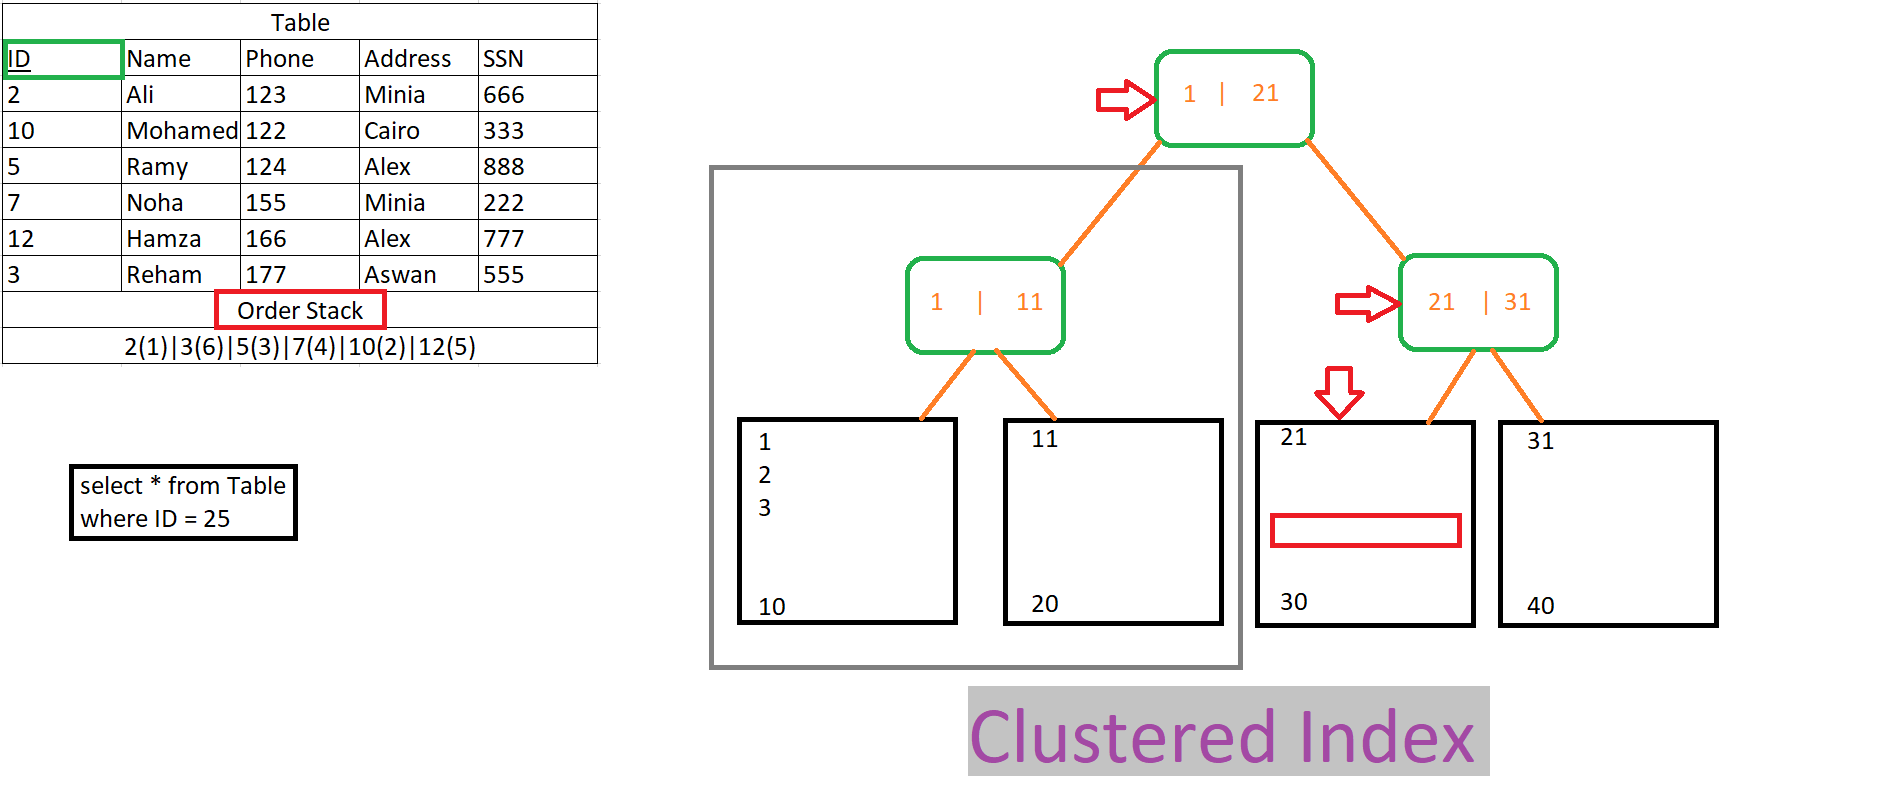 Table
ID Name Phone Address SSN
2 Ali 123 Minia 666
10 Mohamed 122 Cairo 333
5 Ramy 124 Alex 888
7 Noha 155 Minia 222
12 Hamza 166 Alex 777
3 Reham 177 Aswan 555
Order Stack
2(1)|3(6)|5(3)|7(4)|10(2)|12(5)
select * from Table
where ID = 25
1 | 21
1 | 11
21 | 31
1
2
3
10
11
20
21
30
31
40
Clustered Index